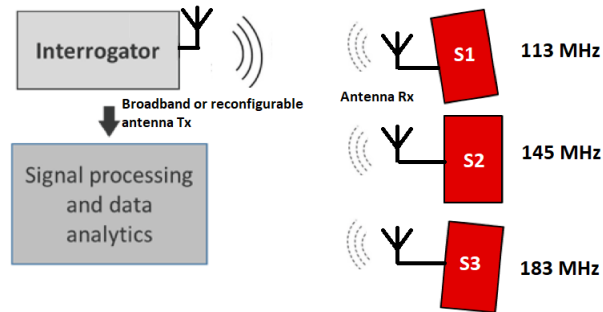 Interrogator
Broadband or reconfigurable
antenna Tx
Signal processing
and data
analytics
Antenna Rx
S1
113 MHz
S2
145 MHz
S3
183 MHz